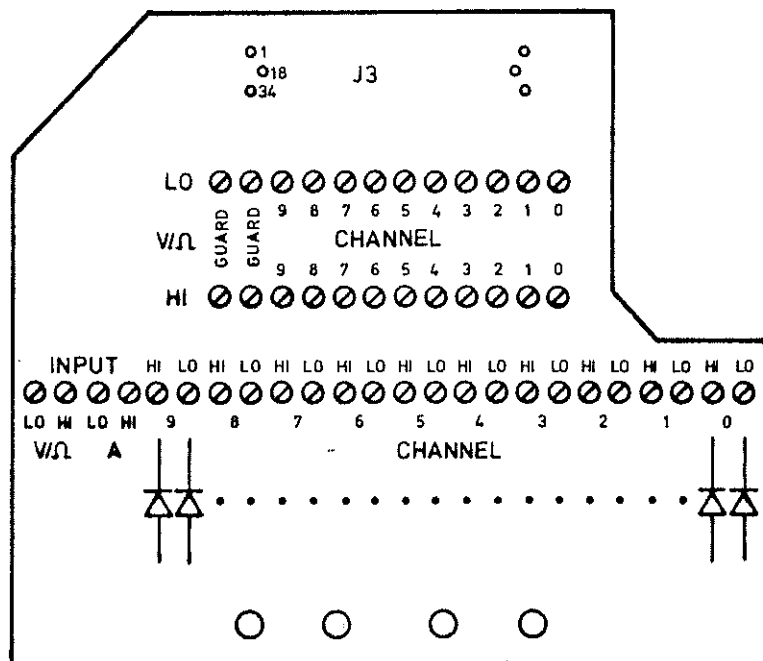 1
18 J3
34
LO
GUARD GUARD 9 8 7 6 5 4 3 2 1 0
V/Ω CHANNEL
9 8 7 6 5 4 3 2 1 0
HI
INPUT HI LO HI LO HI LO HI LO HI LO HI LO HI LO HI LO HI LO HI LO
LO HI LO HI 9 8 7 6 5 4 3 2 1 0
V/Ω A CHANNEL